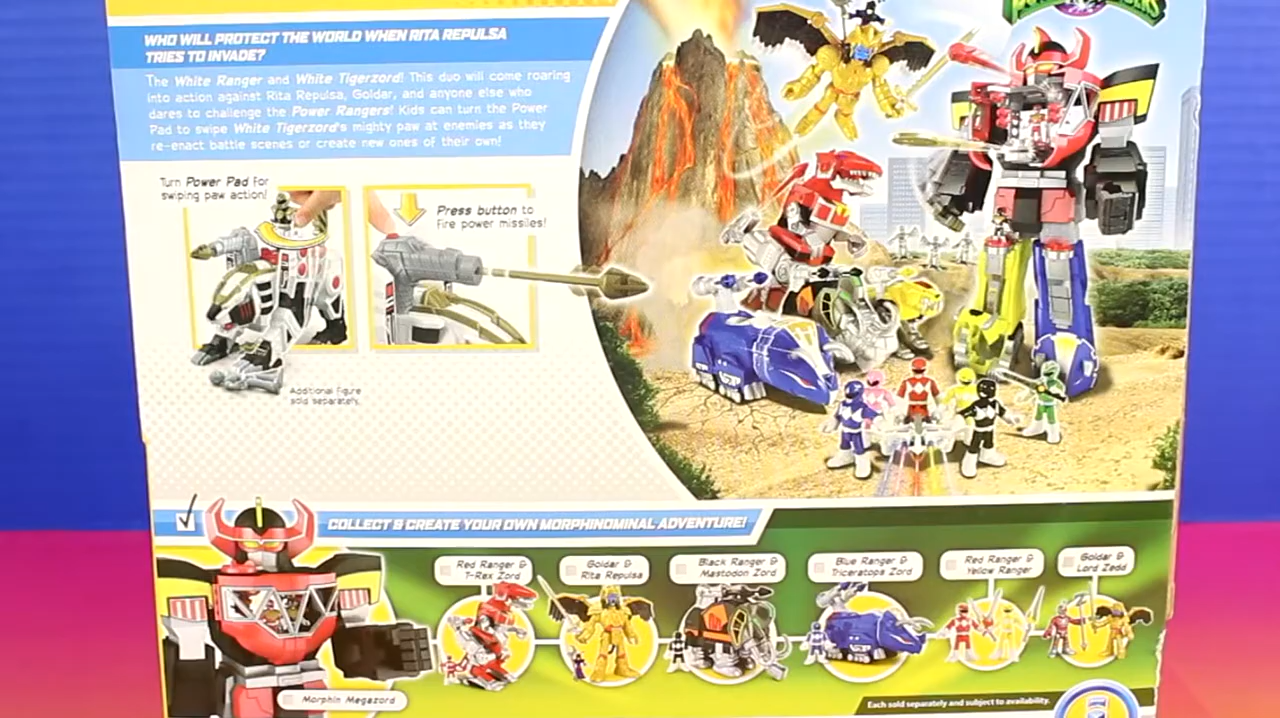 WHO WILL PROTECT THE WORLD WHEN RITA REPULSA
TRIES TO INVADE?
The White Ranger and White Tigerzord! This duo will come roaring
into action against Rita Repulsa, Goldar, and anyone else who
dares to challenge the Power Rangers! Kids can turn the Power
Pad to swipe White Tigerzord's mighty paw at enemies as they
re-enact battle scenes or create new ones of their own!
Turn Power Pad for
swiping paw action!
Press button to
fire power missiles!
Additional figure
sold separately.
COLLECT & CREATE YOUR OWN MORPHINOMINAL ADVENTURE!
Red Ranger &
T-Rex Zord
Goldar &
Rita Repulsa
Black Ranger &
Mastodon Zord
Blue Ranger &
Triceratops Zord
Red Ranger &
Yellow Ranger
Goldar &
Lord Zedd
Morphin Megazord
Each sold separately and subject to availability.